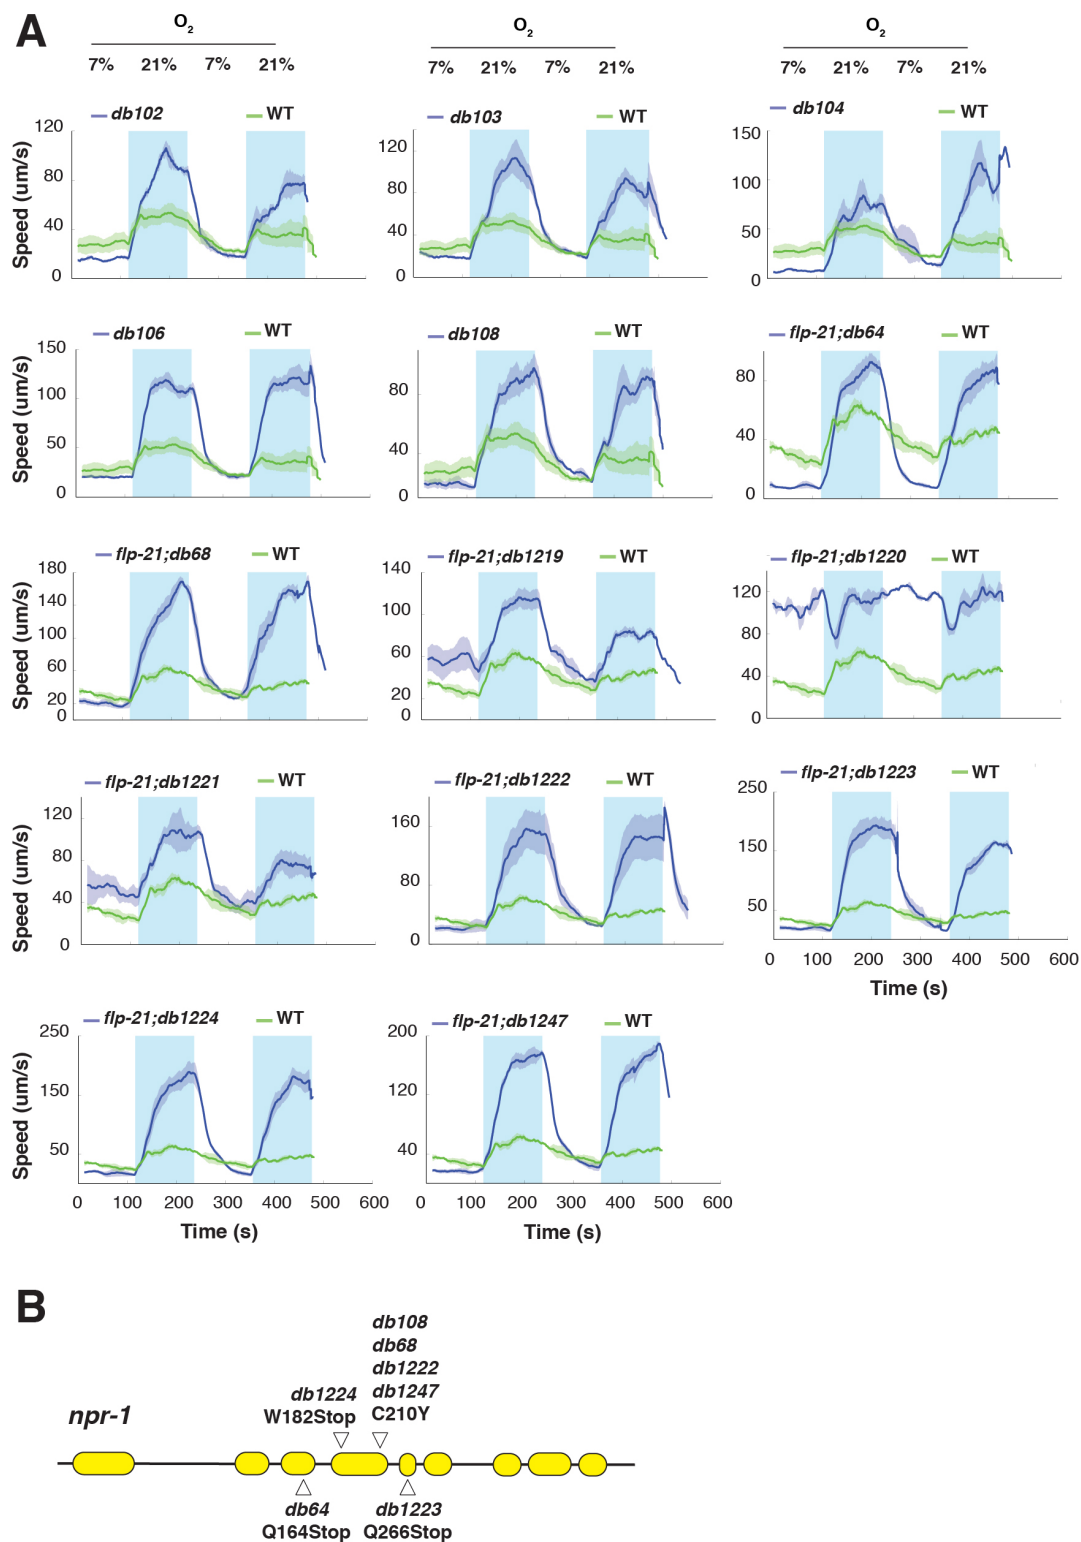 A
O2 O2 O2
7% 21% 7% 21% 7% 21% 7% 21% 7% 21% 7% 21%
db102 WT db103 WT db104 WT
Speed (um/s)
120 80 40 0
120 80 40 0
150 100 50 0
db106 WT db108 WT flp-21;db64 WT
Speed (um/s)
150 100 50 0
80 40 0
80 40 0
flp-21;db68 WT flp-21;db1219 WT flp-21;db1220 WT
Speed (um/s)
180 140 100 60 20 0
140 100 60 20 0
120 80 40 0
flp-21;db1221 WT flp-21;db1222 WT flp-21;db1223 WT
Speed (um/s)
120 80 40 0
160 80 0
250 150 50
0 100 200 300 400 500 600
Time (s)
flp-21;db1224 WT flp-21;db1247 WT
Speed (um/s)
250 150 50
200 120 40
0 100 200 300 400 500 600 0 100 200 300 400 500 600
Time (s) Time (s)
B
db108
db68
db1222
db1224 db1247
npr-1 W182Stop C210Y
db64 db1223
Q164Stop Q266Stop